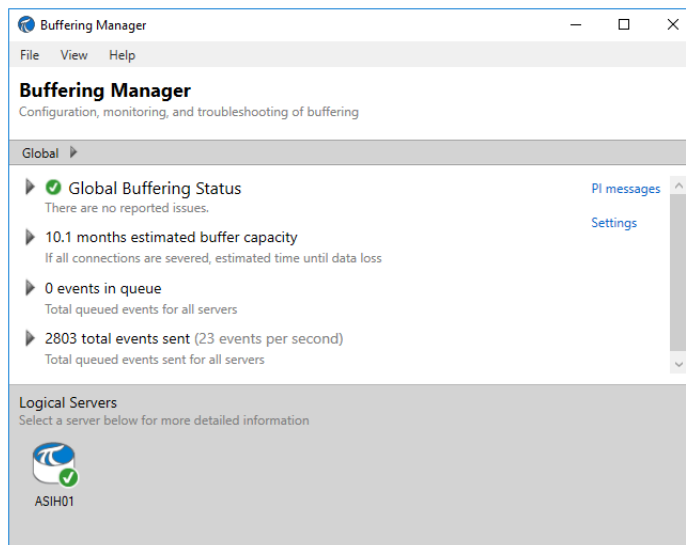 Buffering Manager
File View Help
Buffering Manager
Configuration, monitoring, and troubleshooting of buffering
Global
Global Buffering Status
PI messages
There are no reported issues.
Settings
10.1 months estimated buffer capacity
If all connections are severed, estimated time until data loss
0 events in queue
Total queued events for all servers
2803 total events sent (23 events per second)
Total queued events sent for all servers
Logical Servers
Select a server below for more detailed information
ASIH01